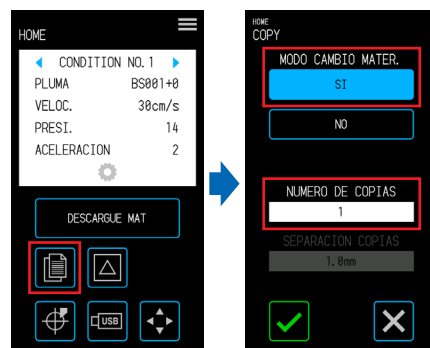 HOME
CONDITION NO.1
PLUMA BS001+0
VELOC. 30cm/s
PRESI. 14
ACELERACION 2
DESCARGUE MAT
USB
HOME
COPY
MODO CAMBIO MATER.
SI
NO
NUMERO DE COPIAS
1
SEPARACION COPIAS
1.0mm